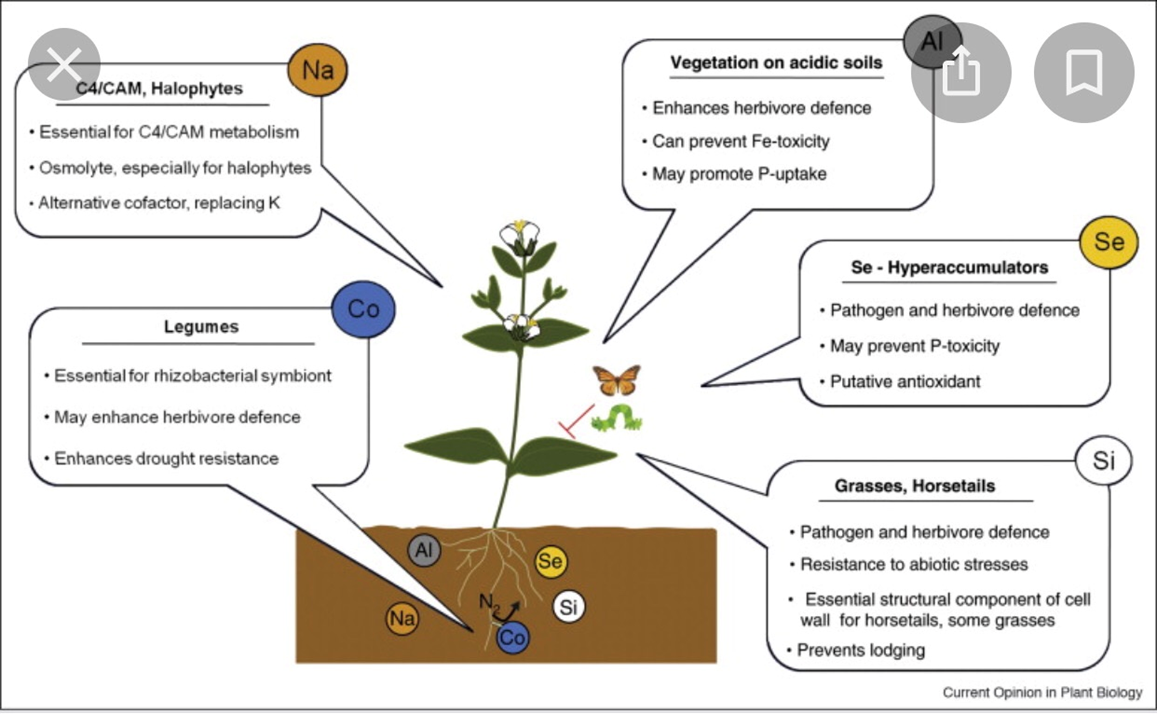 Na
C4/CAM, Halophytes
• Essential for C4/CAM metabolism
• Osmolyte, especially for halophytes
• Alternative cofactor, replacing K
Al
Vegetation on acidic soils
• Enhances herbivore defence
• Can prevent Fe-toxicity
• May promote P-uptake
Co
Legumes
• Essential for rhizobacterial symbiont
• May enhance herbivore defence
• Enhances drought resistance
Se
Se - Hyperaccumulators
• Pathogen and herbivore defence
• May prevent P-toxicity
• Putative antioxidant
Si
Grasses, Horsetails
• Pathogen and herbivore defence
• Resistance to abiotic stresses
• Essential structural component of cell
wall for horsetails, some grasses
• Prevents lodging
Al
Se
N2
Si
Na
Co
Current Opinion in Plant Biology